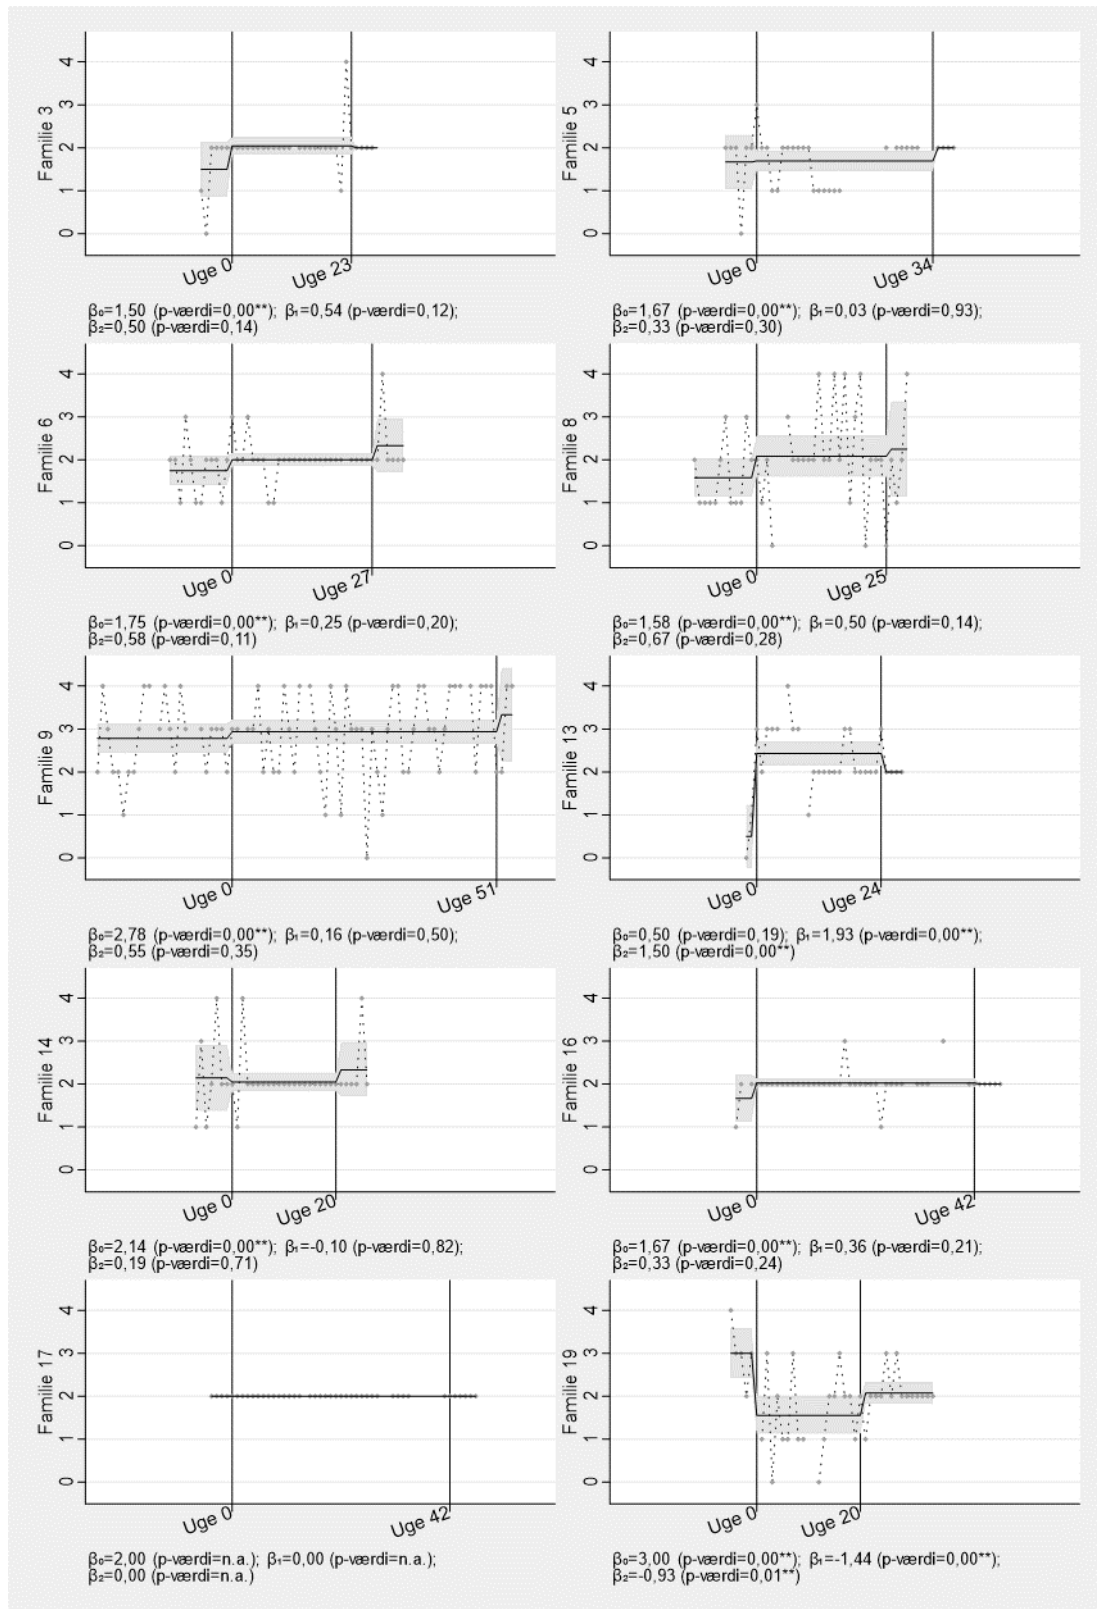 Familie 3
4
3
2
1
0
Uge 0
Uge 23
β₀=1,50 (p-værdi=0,00**); β₁=0,54 (p-værdi=0,12);
β₂=0,50 (p-værdi=0,14)
Familie 5
4
3
2
1
0
Uge 0
Uge 34
β₀=1,67 (p-værdi=0,00**); β₁=0,03 (p-værdi=0,93);
β₂=0,33 (p-værdi=0,30)
Familie 6
4
3
2
1
0
Uge 0
Uge 27
β₀=1,75 (p-værdi=0,00**); β₁=0,25 (p-værdi=0,20);
β₂=0,58 (p-værdi=0,11)
Familie 8
4
3
2
1
0
Uge 0
Uge 25
β₀=1,58 (p-værdi=0,00**); β₁=0,50 (p-værdi=0,14);
β₂=0,67 (p-værdi=0,28)
Familie 9
4
3
2
1
0
Uge 0
Uge 51
β₀=2,78 (p-værdi=0,00**); β₁=0,16 (p-værdi=0,50);
β₂=0,55 (p-værdi=0,35)
Familie 13
4
3
2
1
0
Uge 0
Uge 24
β₀=0,50 (p-værdi=0,19); β₁=1,93 (p-værdi=0,00**);
β₂=1,50 (p-værdi=0,00**)
Familie 14
4
3
2
1
0
Uge 0
Uge 20
β₀=2,14 (p-værdi=0,00**); β₁=-0,10 (p-værdi=0,82);
β₂=0,19 (p-værdi=0,71)
Familie 16
4
3
2
1
0
Uge 0
Uge 42
β₀=1,67 (p-værdi=0,00**); β₁=0,36 (p-værdi=0,21);
β₂=0,33 (p-værdi=0,24)
Familie 17
4
3
2
1
0
Uge 0
Uge 42
β₀=2,00 (p-værdi=n.a.); β₁=0,00 (p-værdi=n.a.);
β₂=0,00 (p-værdi=n.a.)
Familie 19
4
3
2
1
0
Uge 0
Uge 20
β₀=3,00 (p-værdi=0,00**); β₁=-1,44 (p-værdi=0,00**);
β₂=-0,93 (p-værdi=0,01**)